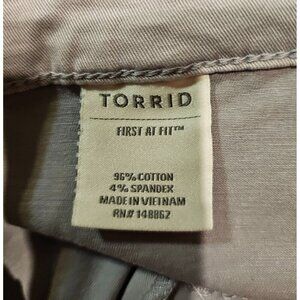 TORRID
FIRST AT FIT™
96% COTTON
4% SPANDEX
MADE IN VIETNAM
RN# 148862